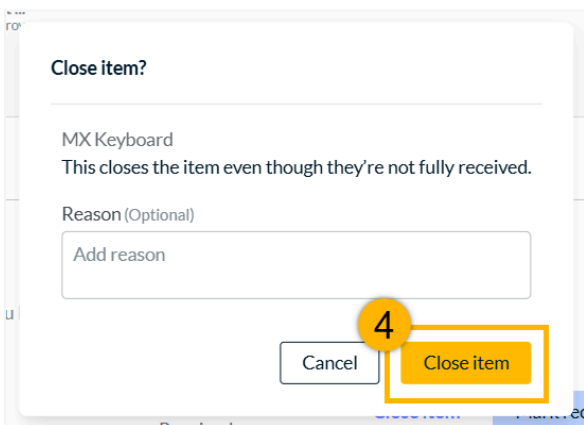 Close item?
MX Keyboard
This closes the item even though they're not fully received.
Reason (Optional)
Add reason
4
Cancel
Close item